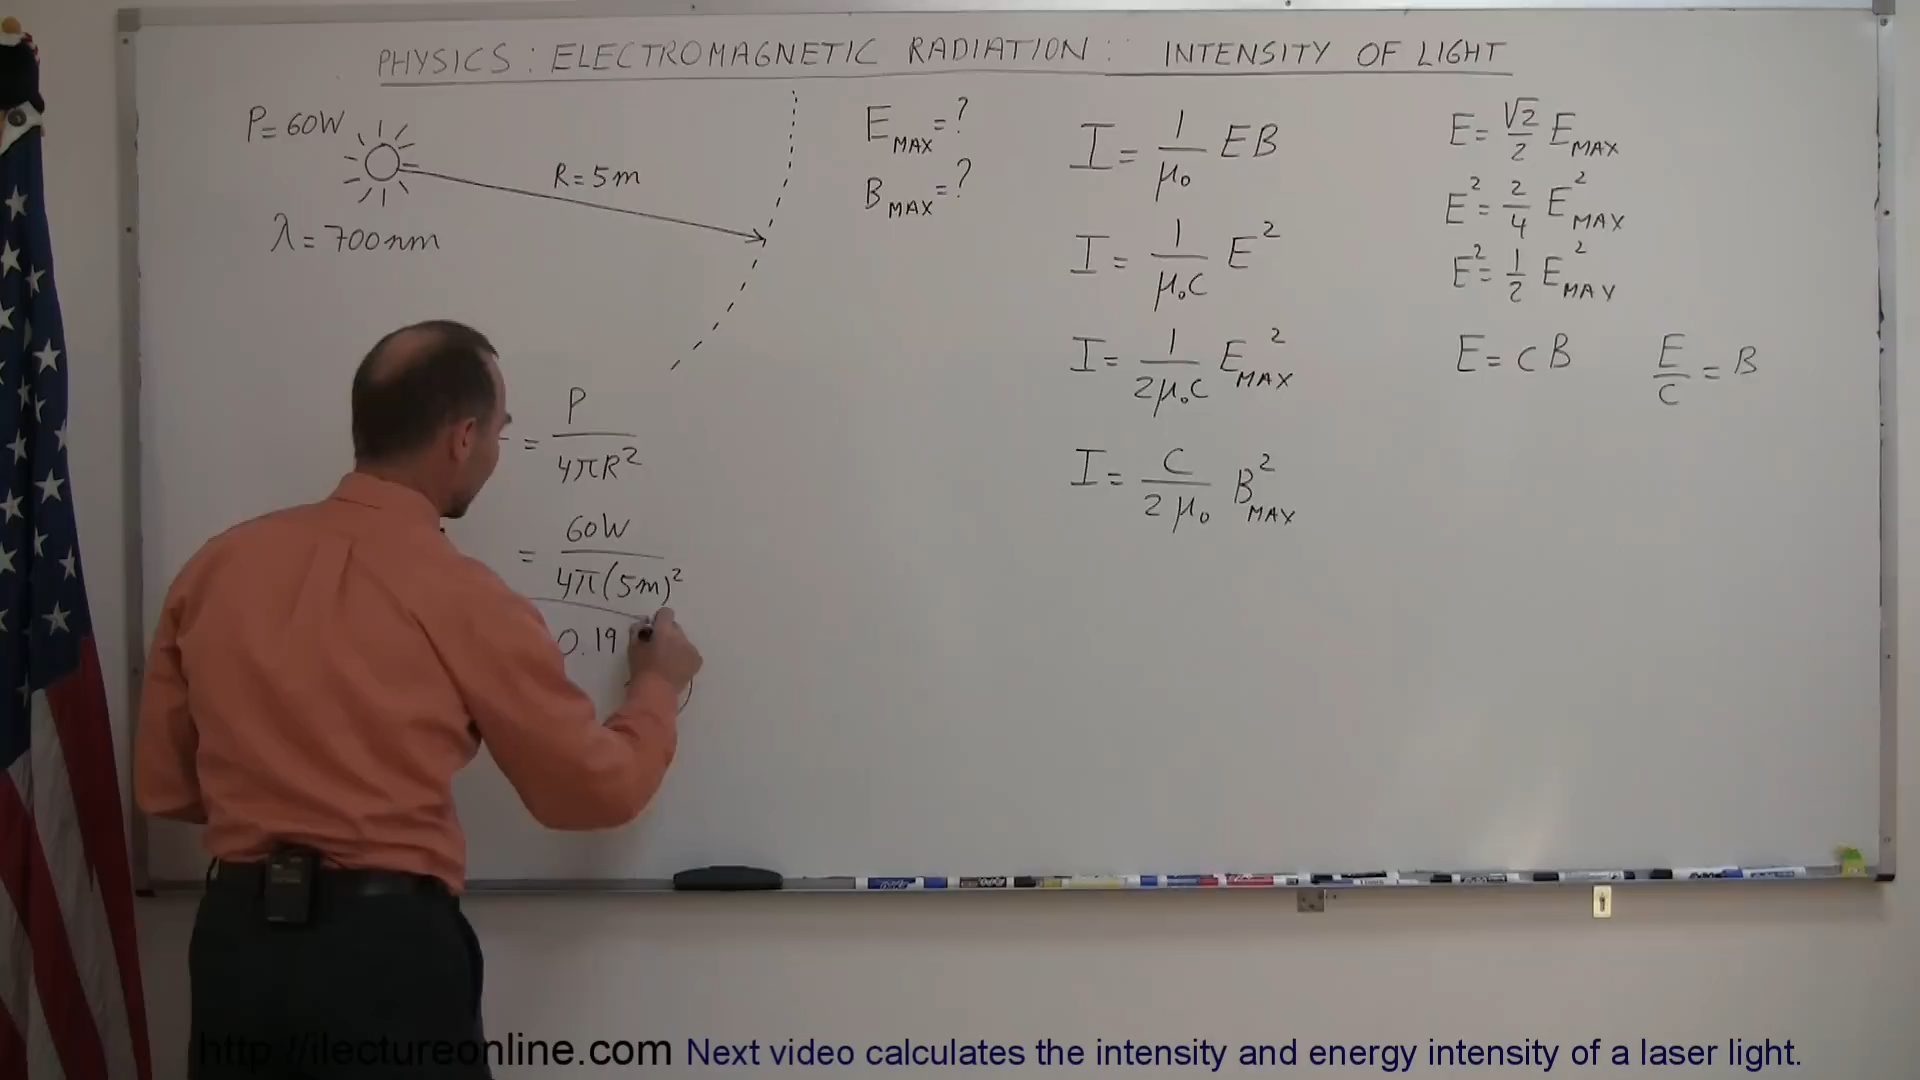 PHYSICS: ELECTROMAGNETIC RADIATION: INTENSITY OF LIGHT
P=60W
R=5m
λ=700nm
E_MAX=?
B_MAX=?
= P/4πR²
= 60W/4π(5m)²
0.19
I= 1/μ₀ EB
I= 1/μ₀c E²
I= 1/2μ₀c E_MAX²
I= c/2μ₀ B_MAX²
E= √2/2 E_MAX
E²= 2/4 E_MAX²
E²= 1/2 E_MAX²
E=cB
E/c = B
http://ilectureonline.com Next video calculates the intensity and energy intensity of a laser light.